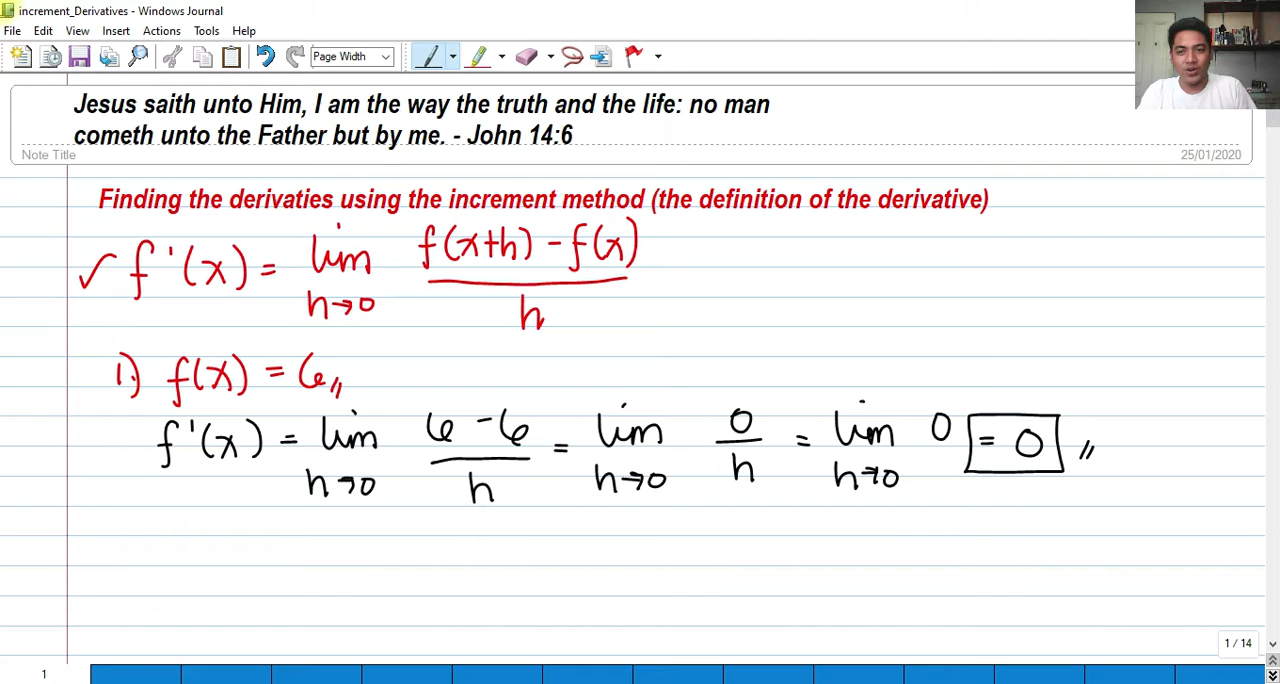 increment_Derivatives - Windows Journal
File Edit View Insert Actions Tools Help
Page Width
Jesus saith unto Him, I am the way the truth and the life: no man
cometh unto the Father but by me. - John 14:6
Note Title
25/01/2020
Finding the derivaties using the increment method (the definition of the derivative)
✓ f'(x) = lim h→0 f(x+h) - f(x) / h
1.) f(x) = 6,,
f'(x) = lim h→0 6 - 6 / h = lim h→0 0 / h = lim h→0 0 = 0 ,,
1 / 14
1